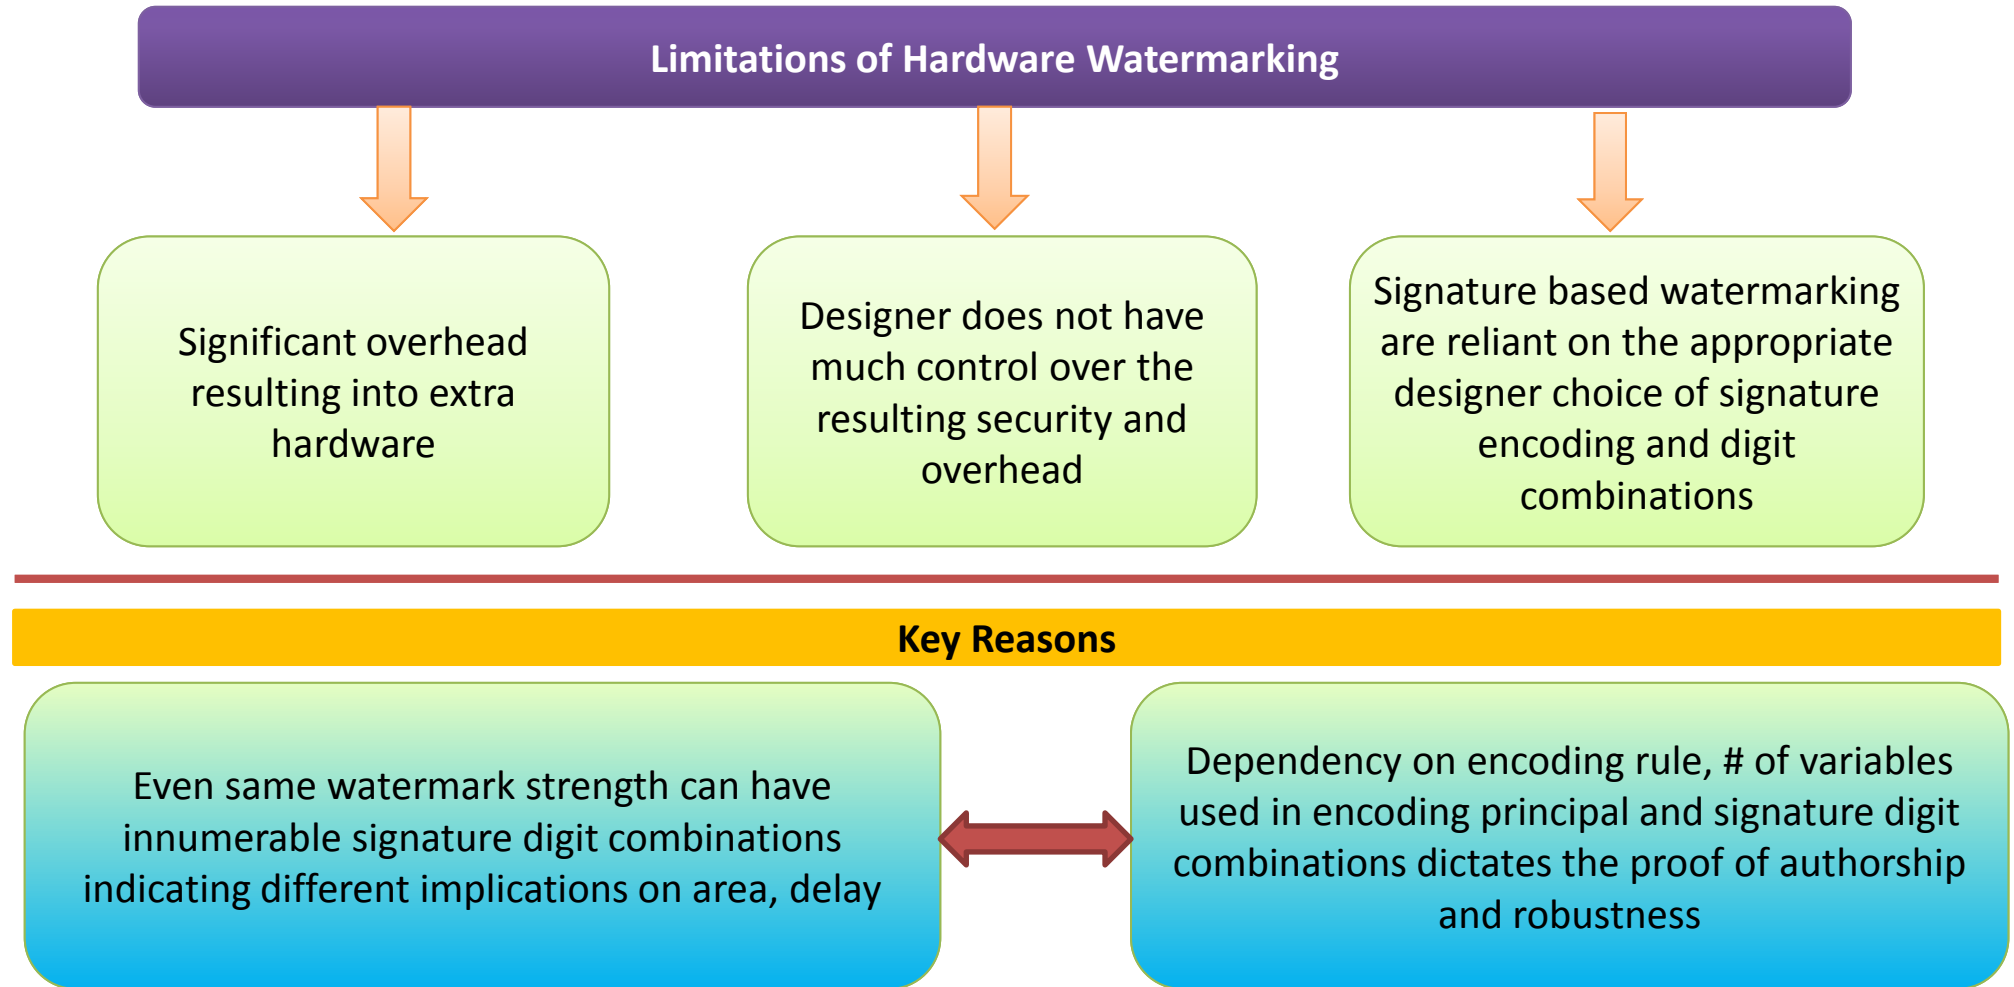 Limitations of Hardware Watermarking
Significant overhead
resulting into extra
hardware
Designer does not have
much control over the
resulting security and
overhead
Signature based watermarking
are reliant on the appropriate
designer choice of signature
encoding and digit
combinations
Key Reasons
Even same watermark strength can have
innumerable signature digit combinations
indicating different implications on area, delay
Dependency on encoding rule, # of variables
used in encoding principal and signature digit
combinations dictates the proof of authorship
and robustness